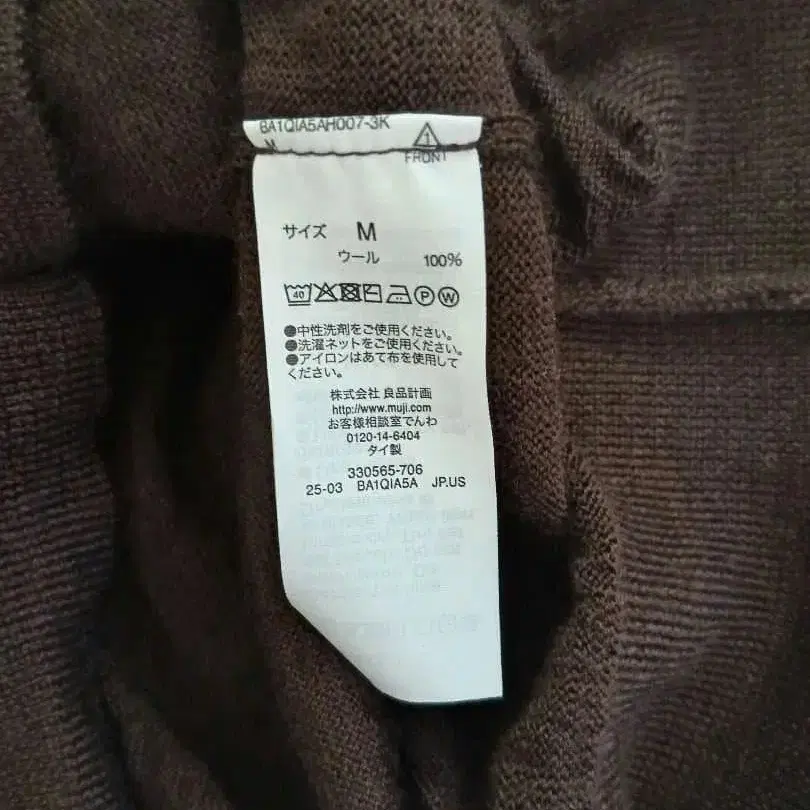 BA1QIA5AH007-3K
M
1
FRONT
サイズ M
ウール 100%
40 P W
●中性洗剤をご使用ください。
●洗濯ネットをご使用ください。
●アイロンはあて布を使用して
ください。
株式会社 良品計画
http://www.muji.com
お客様相談室でんわ
0120-14-6404
タイ製
330565-706
25-03 BA1QIA5A JP.US